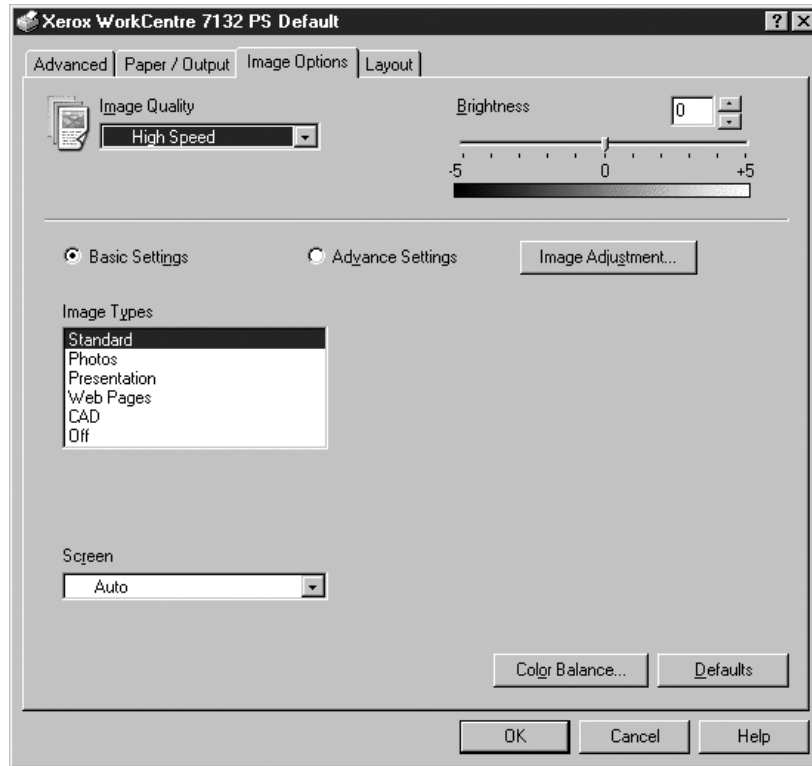 Xerox WorkCentre 7132 PS Default
Advanced Paper / Output Image Options Layout
Image Quality
High Speed
Brightness
0
-5 0 +5
Basic Settings Advance Settings Image Adjustment...
Image Types
Standard
Photos
Presentation
Web Pages
CAD
Off
Screen
Auto
Color Balance... Defaults
OK Cancel Help